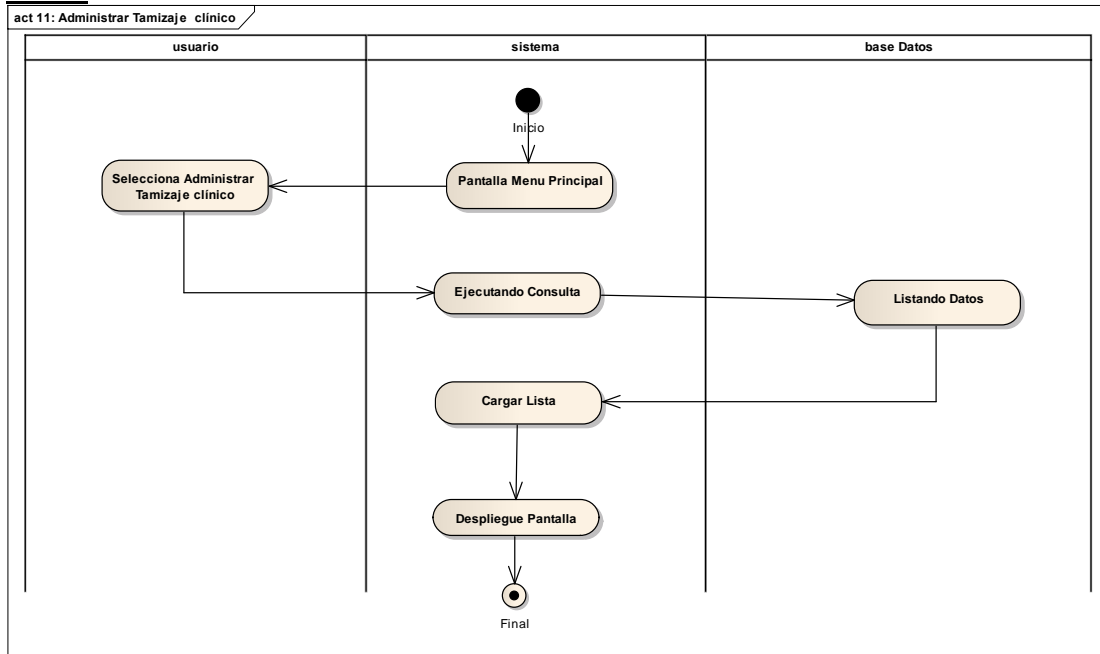 act 11: Administrar Tamizaje clínico
usuario
sistema
base Datos
Inicio
Selecciona Administrar
Tamizaje clínico
Pantalla Menu Principal
Ejecutando Consulta
Listando Datos
Cargar Lista
Despliegue Pantalla
Final